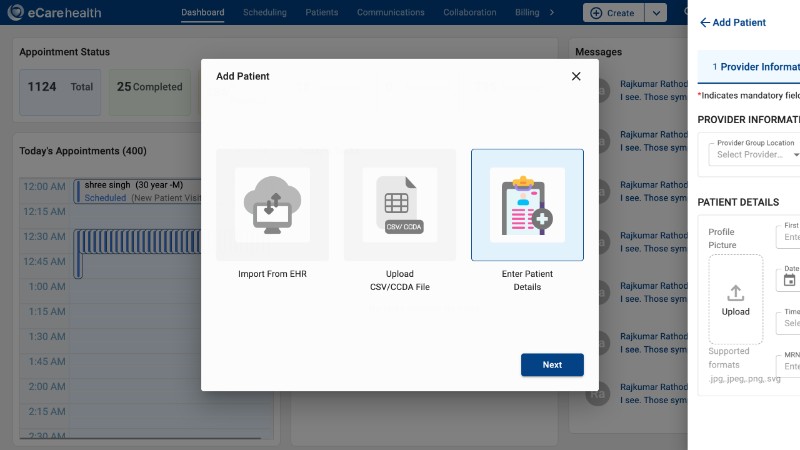 eCarehealth
Dashboard
Scheduling
Patients
Communications
Collaboration
Billing
Create
Appointment Status
1124 Total
25 Completed
Today's Appointments (400)
12:00 AM
shree singh (30 year -M)
Scheduled (New Patient Visit
12:15 AM
12:30 AM
12:45 AM
1:00 AM
1:15 AM
1:30 AM
1:45 AM
2:00 AM
2:15 AM
2:30 AM
Add Patient
Import From EHR
CSV/ CCDA
Upload
CSV/CCDA File
Enter Patient
Details
Next
Messages
Rajkumar Rathod
I see. Those sym
Rajkumar Rathod
I see. Those sym
Rajkumar Rathod
I see. Those sym
Rajkumar Rathod
I see. Those sym
Rajkumar Rathod
I see. Those sym
Rajkumar Rathod
I see. Those sym
Ra
Rajkumar Rathod
I see. Those sym
Add Patient
1 Provider Informat
*Indicates mandatory field
PROVIDER INFORMATI
Provider Group Location
Select Provider...
PATIENT DETAILS
Profile
Picture
Upload
Supported
formats
.jpg, jpeg, png, svg
First
Ente
Date
Time
Sele
MRN
Ente